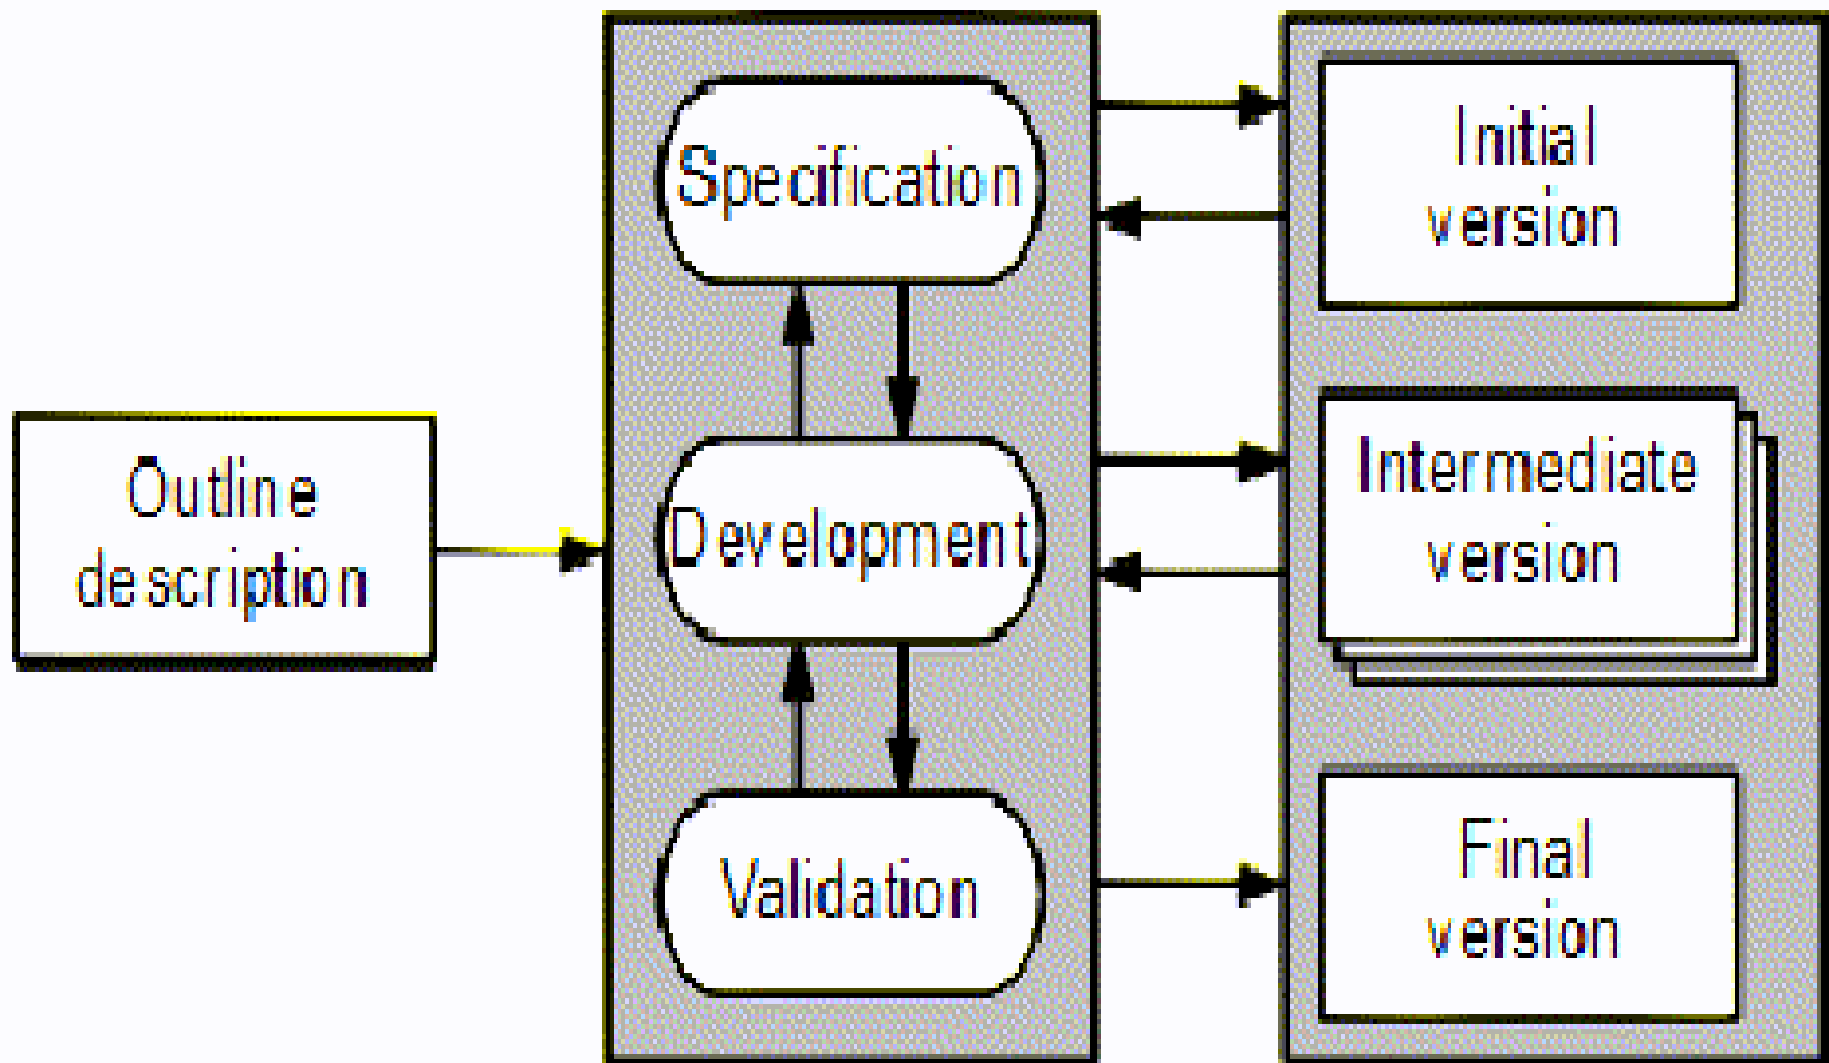 Outline
description
Specification
Development
Validation
Initial
version
Intermediate
version
Final
version